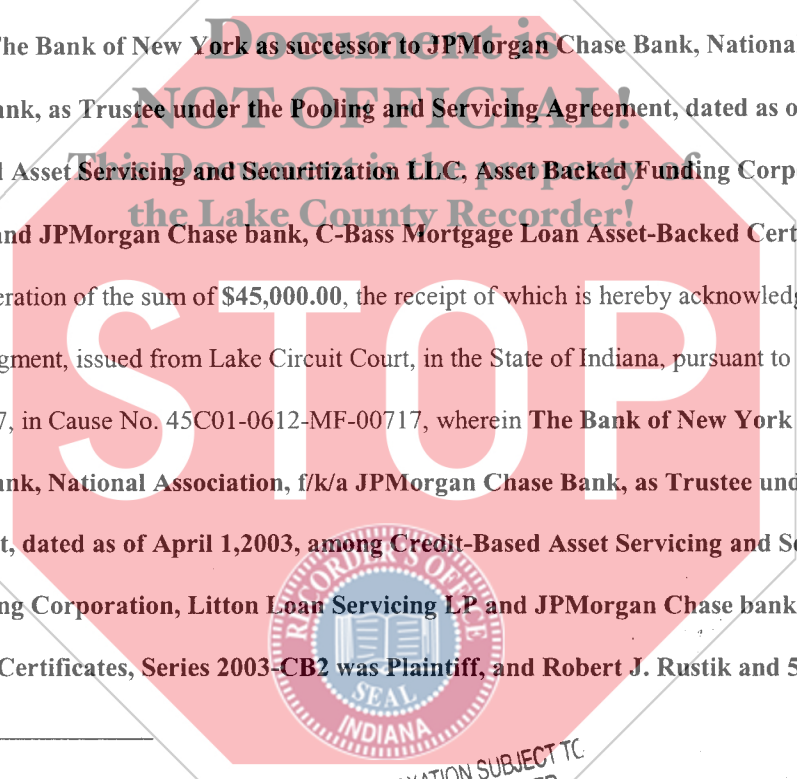 Document is
The Bank of New York as successor to JPMorgan Chase Bank, Nationa
NOT OFFICIAL!
ank, as Trustee under the Pooling and Servicing Agreement, dated as o
This Document is the property of
Asset Servicing and Securitization LLC, Asset Backed Funding Corp
the Lake County Recorder!
and JPMorgan Chase bank, C-Bass Mortgage Loan Asset-Backed Cert
eration of the sum of $45,000.00, the receipt of which is hereby acknowledg
STOP
gment, issued from Lake Circuit Court, in the State of Indiana, pursuant to
7, in Cause No. 45C01-0612-MF-00717, wherein The Bank of New York
ank, National Association, f/k/a JPMorgan Chase Bank, as Trustee und
t, dated as of April 1,2003, among Credit-Based Asset Servicing and Se
ng Corporation, Litton Loan Servicing LP and JPMorgan Chase bank
Certificates, Series 2003-CB2 was Plaintiff, and Robert J. Rustik and 5
RECORDER'S OFFICE
SEAL
INDIANA
SUBJECT TO